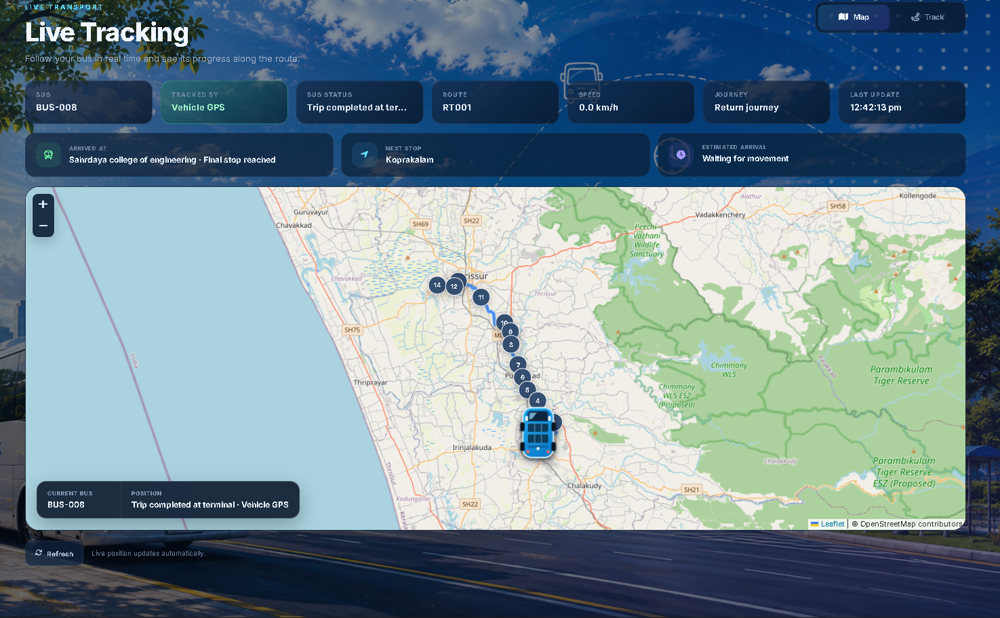 LIVE TRANSPORT
Live Tracking
Follow your bus in real time and see its progress along the route.
Map
Track
BUS
BUS-008
TRACKED BY
Vehicle GPS
BUS STATUS
Trip completed at ter...
ROUTE
RT001
SPEED
0.0 km/h
JOURNEY
Return journey
LAST UPDATE
12:42:13 pm
ARRIVED AT
Sahrdaya college of engineering · Final stop reached
NEXT STOP
Koprakalam
ESTIMATED ARRIVAL
Waiting for movement
+
−
Guruvayur
Chavakkad
SH69
SH22
Alathur
Kollengode
SH58
Vadakkenchery
Peechi-
Vazhani
Wildlife
Sanctuary
Chavakkad
rissur
14
12
11
Thrissur
10
9
8
SH75
India
7
6
5
4
Thriprayar
Chimmony
WLS
Chimmony
WLS ESZ
(Proposed)
Palakkad
Parambikulam
Tiger Reserve
Irinjalakuda
Chalakkudy
Parambikulam
Tiger Reserve
ESZ (Proposed)
Thrissur
Chalakudy
SH21
Kodungallur
SH22
Kerala
CURRENT BUS
BUS-008
POSITION
Trip completed at terminal · Vehicle GPS
Leaflet | © OpenStreetMap contributors
Refresh
Live position updates automatically.